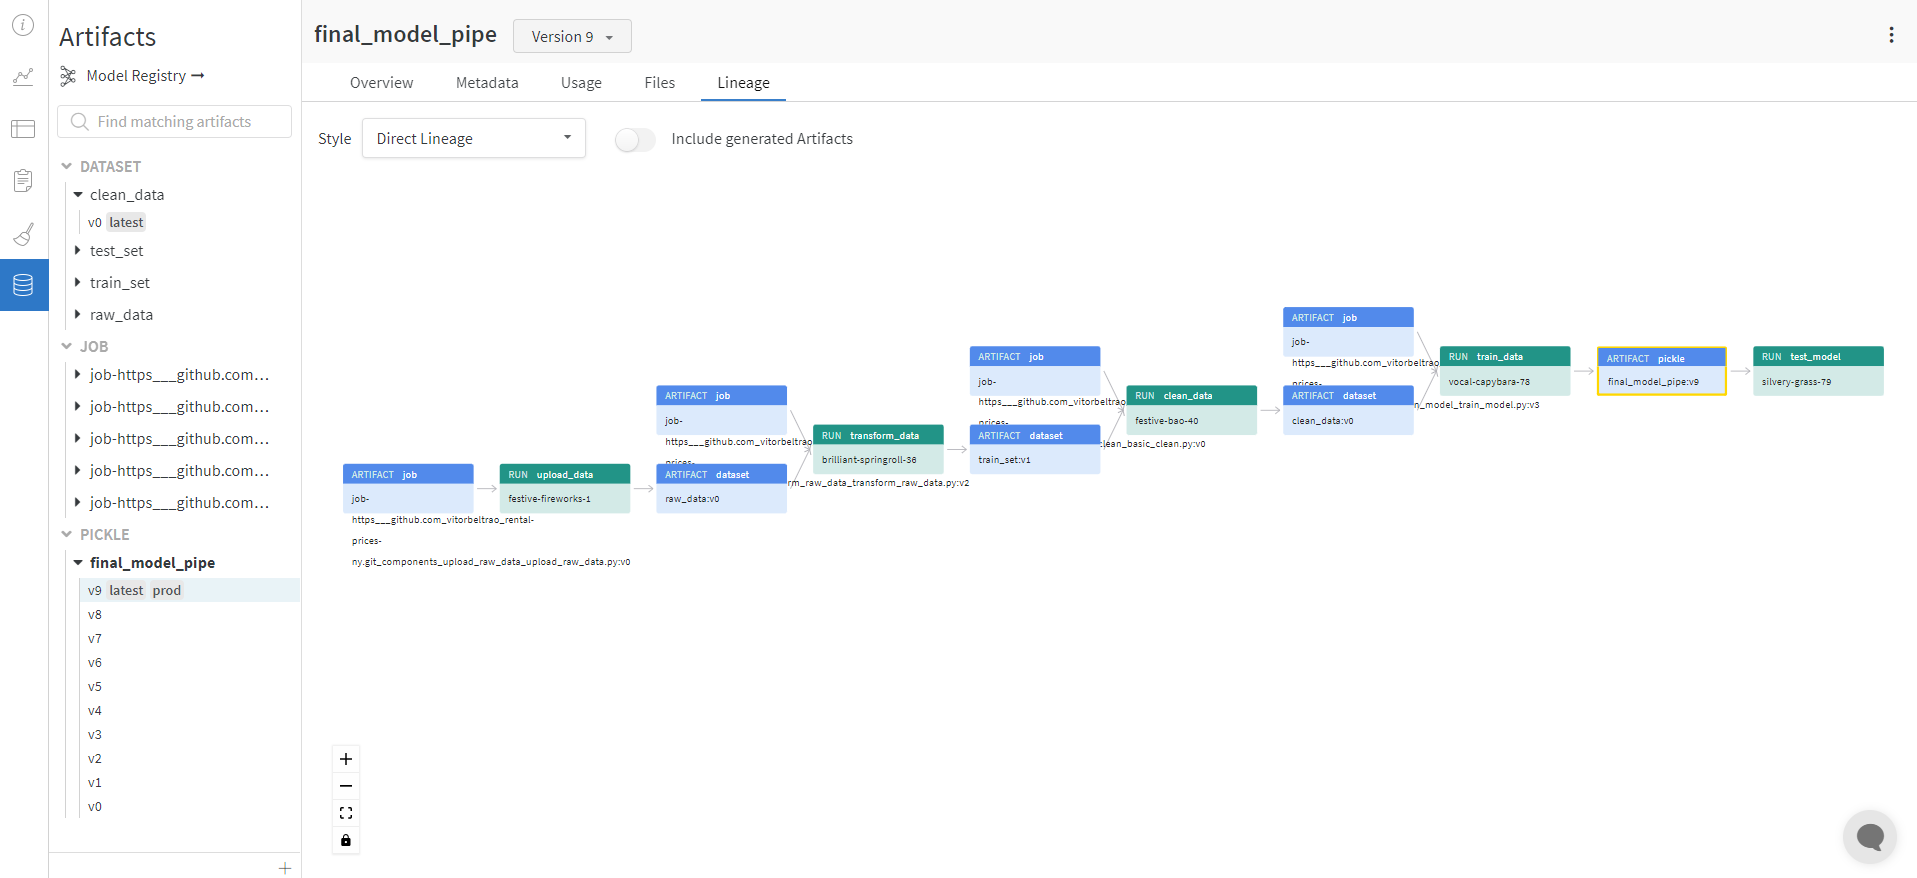 Artifacts
Model Registry →
Find matching artifacts
DATASET
clean_data
v0 latest
test_set
train_set
raw_data
JOB
job-https___github.com...
job-https___github.com...
job-https___github.com...
job-https___github.com...
job-https___github.com...
PICKLE
final_model_pipe
v9 latest prod
v8
v7
v6
v5
v4
v3
v2
v1
v0
final_model_pipe
Version 9
Overview Metadata Usage Files Lineage
Style Direct Lineage Include generated Artifacts
ARTIFACT job
job-
https___github.com_vitorbeltrao_rental-
prices-
ny.git_components_upload_raw_data_upload_raw_data.py:v0
RUN upload_data
festive-fireworks-1
ARTIFACT job
job-
https___github.com_vitorbeltrao
prices-
ARTIFACT dataset
raw_data:v0
rm_raw_data_transform_raw_data.py:v2
RUN transform_data
brilliant-springroll-36
ARTIFACT job
job-
https___github.com_vitorbeltrao
prices-
ARTIFACT dataset
train_set:v1
clean_basic_clean.py:v0
RUN clean_data
festive-bao-40
ARTIFACT job
job-
https___github.com_vitorbeltrao
prices-
ARTIFACT dataset
clean_data:v0
n_model_train_model.py:v3
RUN train_data
vocal-capybara-78
ARTIFACT pickle
final_model_pipe:v9
RUN test_model
silvery-grass-79